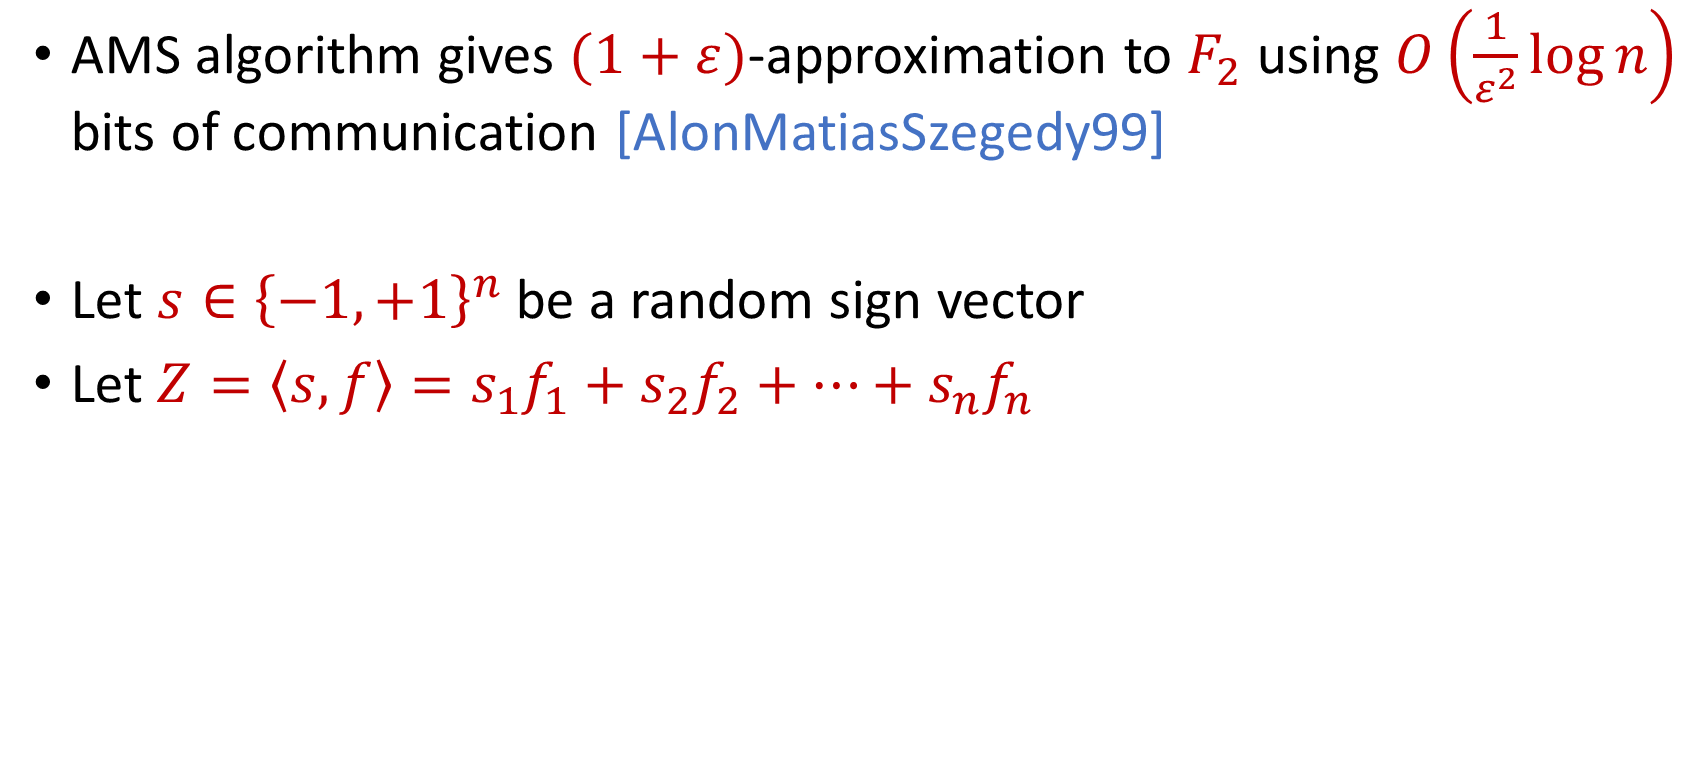 • AMS algorithm gives (1 + ε)-approximation to F₂ using O(1/ε² log n)
bits of communication [AlonMatiasSzegedy99]
• Let s ∈ {−1, +1}ⁿ be a random sign vector
• Let Z = ⟨s, f⟩ = s₁f₁ + s₂f₂ + ⋯ + sₙfₙ